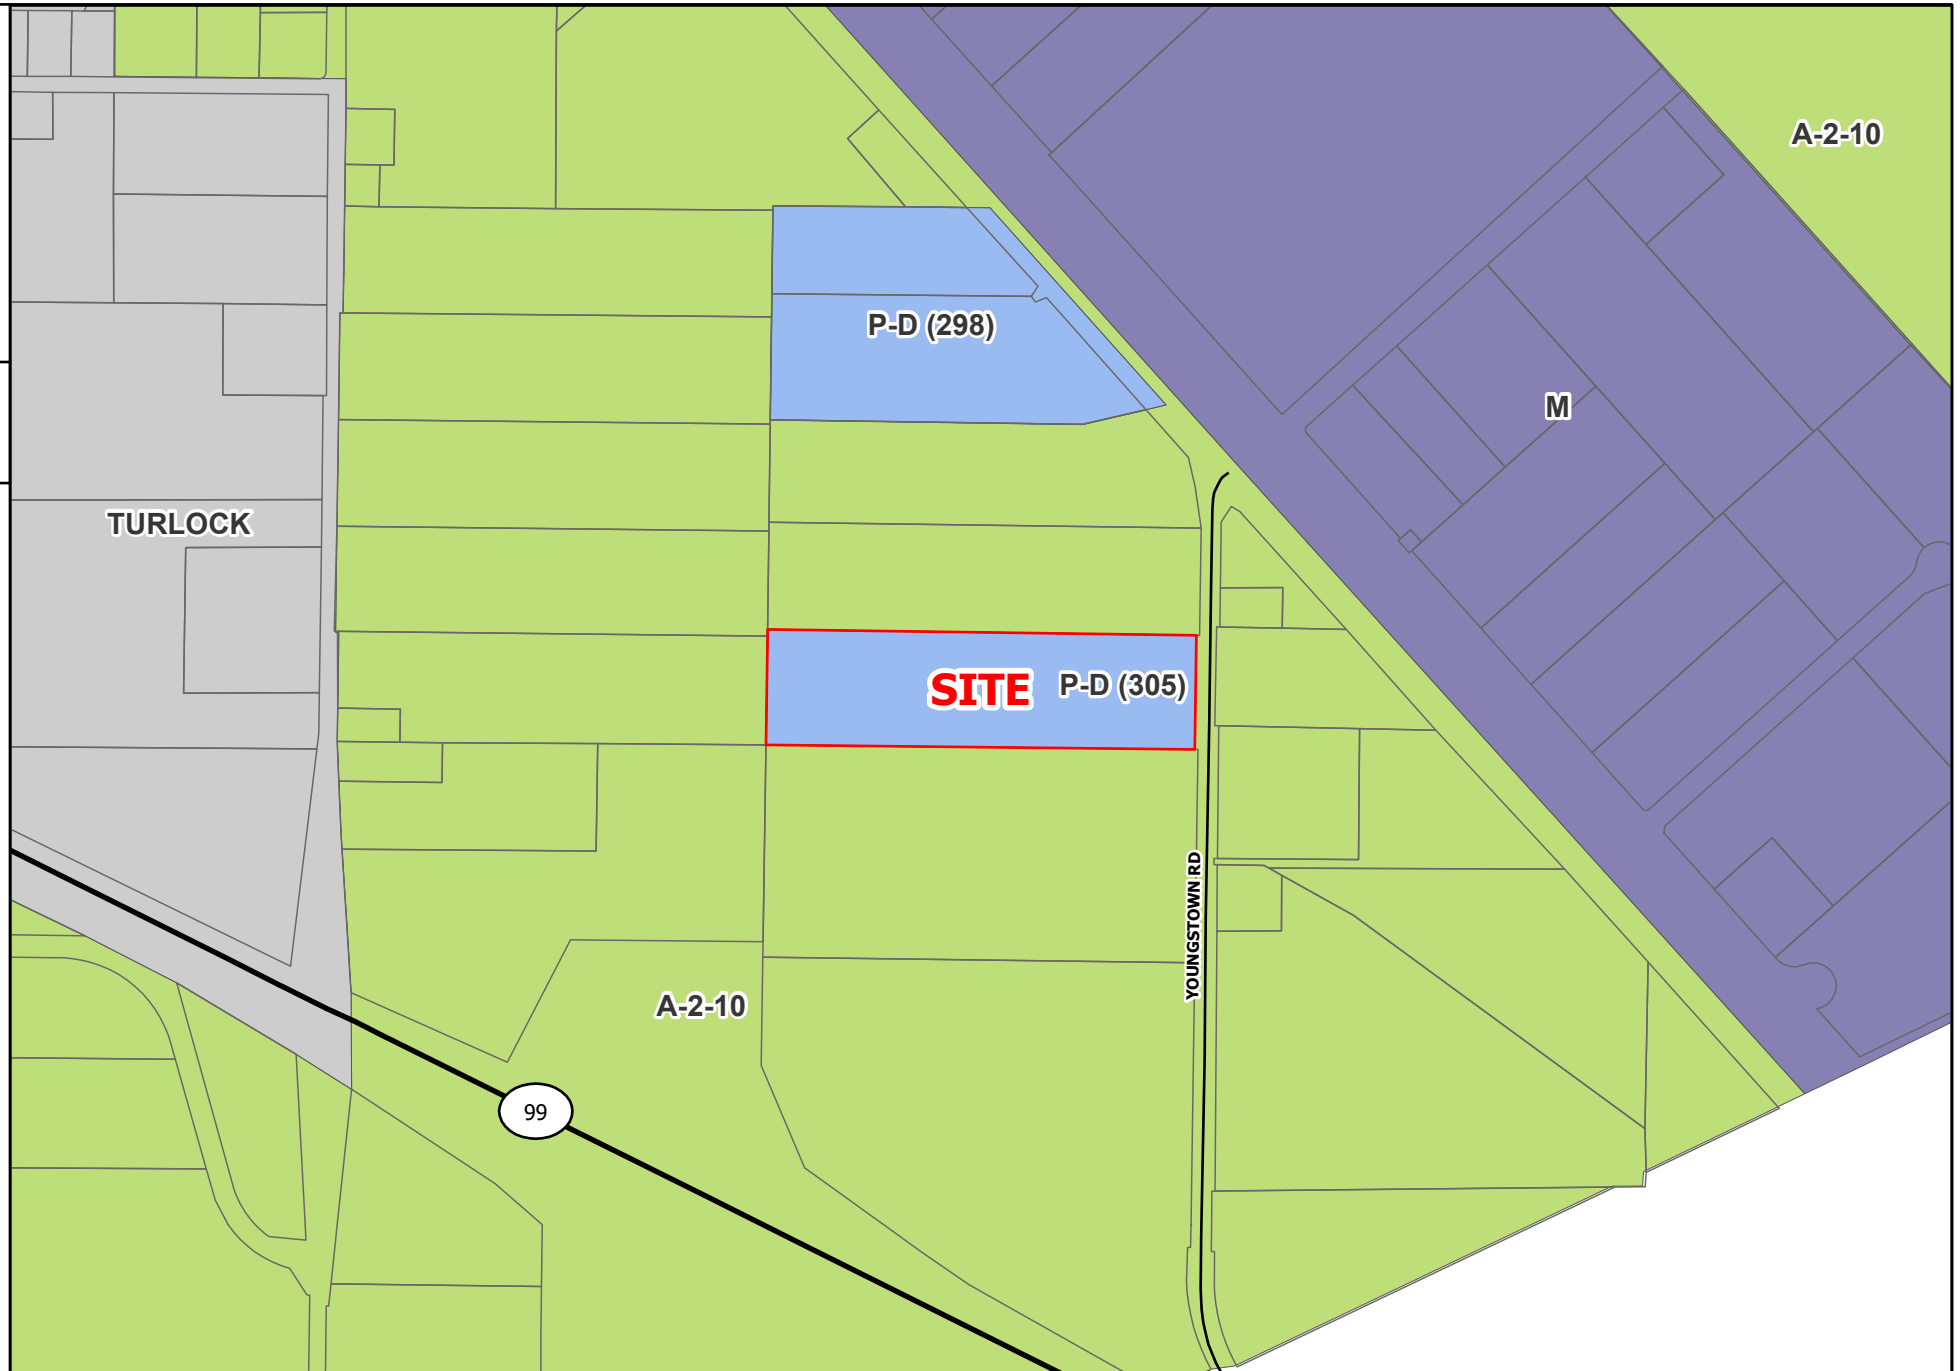 A-2-10
P-D (298)
M
TURLOCK
SITE P-D (305)
YOUNGSTOWN RD
A-2-10
99